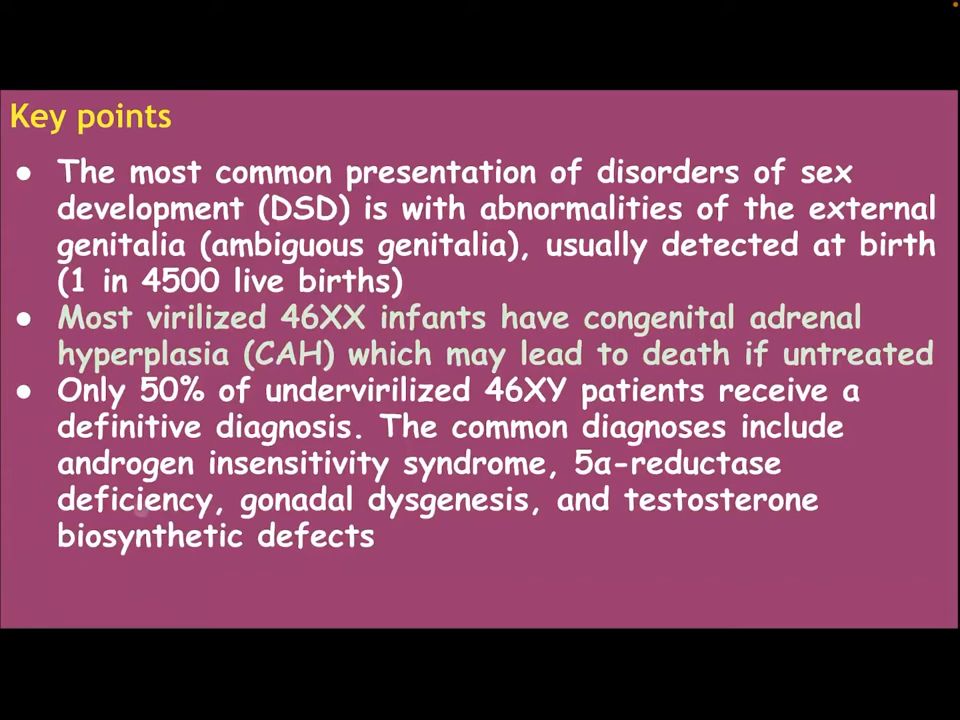 Key points
● The most common presentation of disorders of sex
development (DSD) is with abnormalities of the external
genitalia (ambiguous genitalia), usually detected at birth
(1 in 4500 live births)
● Most virilized 46XX infants have congenital adrenal
hyperplasia (CAH) which may lead to death if untreated
● Only 50% of undervirilized 46XY patients receive a
definitive diagnosis. The common diagnoses include
androgen insensitivity syndrome, 5α-reductase
deficiency, gonadal dysgenesis, and testosterone
biosynthetic defects